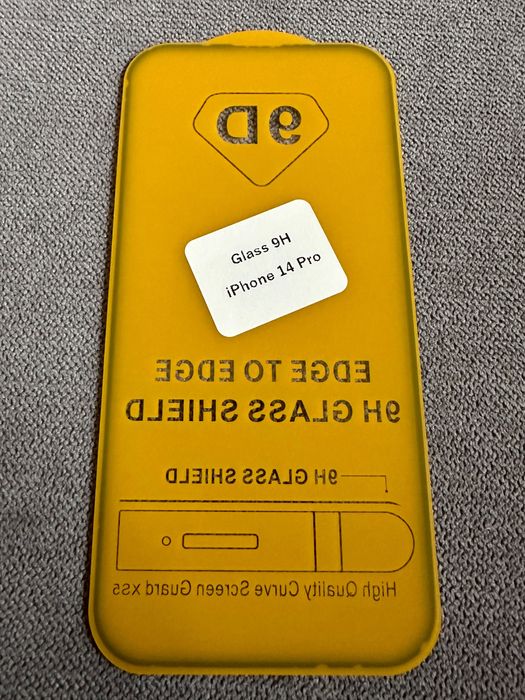 9D
Glass 9H
iPhone 14 Pro
EDGE TO EDGE
9H GLASS SHIELD
9H GLASS SHIELD
High Quality Curve Screen Guard xs5